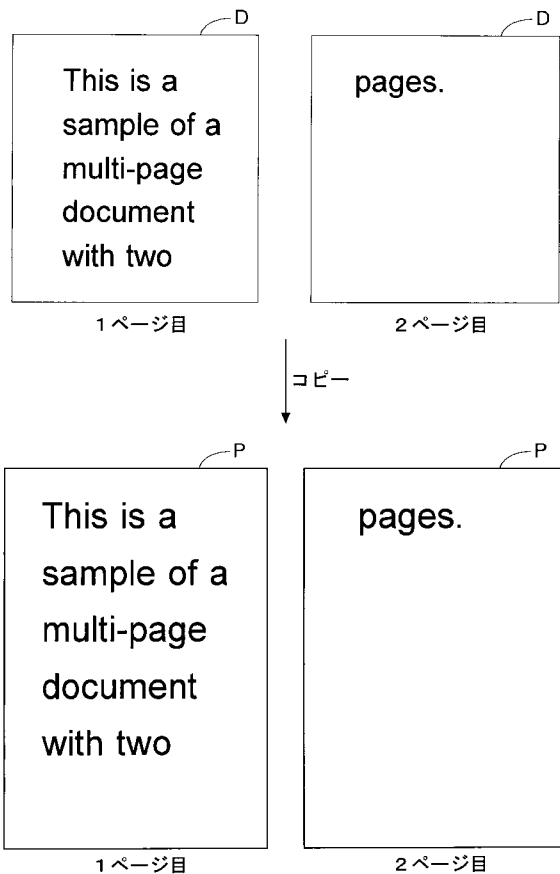 D
D
This is a
sample of a
multi-page
document
with two
pages.
1ページ目
2ページ目
コピー
P
P
This is a
sample of a
multi-page
document
with two
pages.
1ページ目
2ページ目